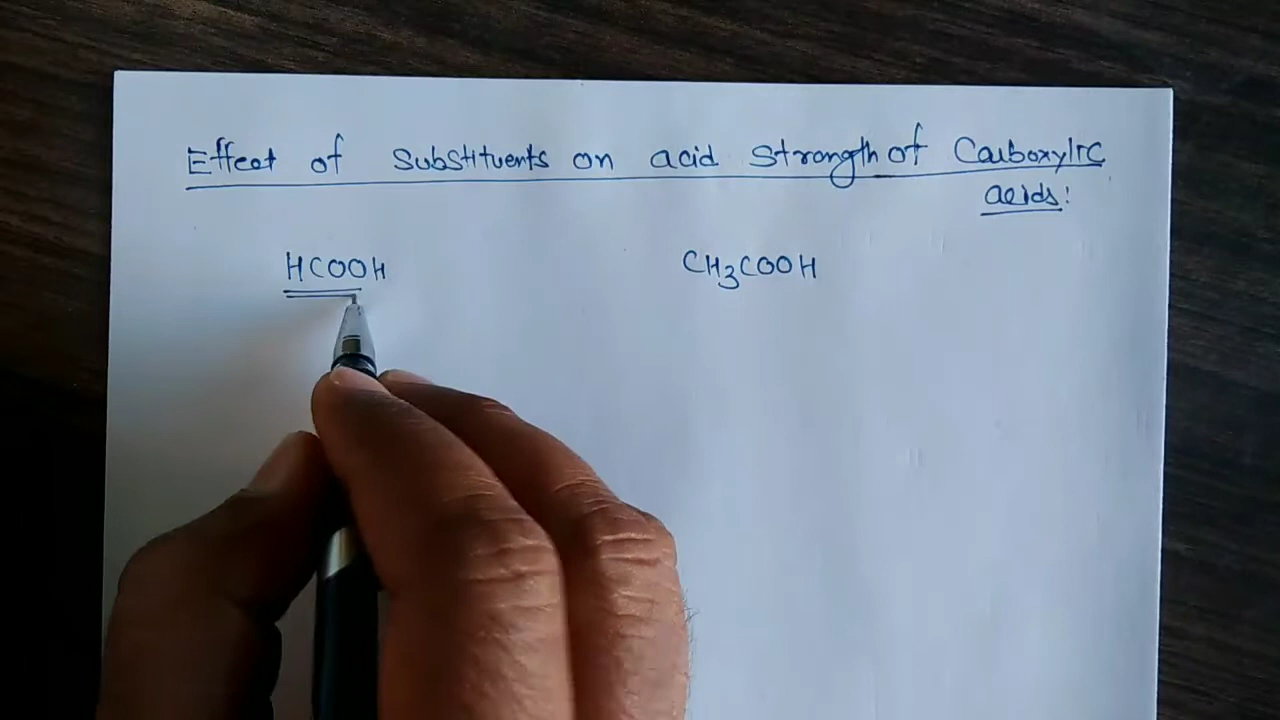 Effect of Substituents on acid strength of Carboxylic
acids:
HCOOH CH3COOH